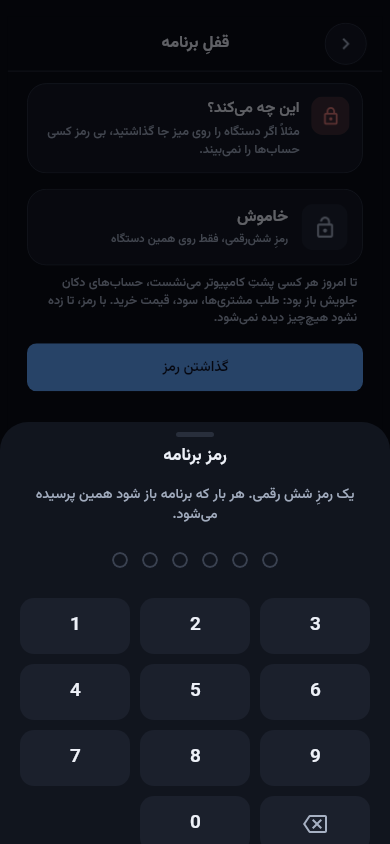 قفلِ برنامه
این چه می‌کند؟
مثلاً اگر دستگاه را روی میز جا گذاشتید، بی رمز کسی
حساب‌ها را نمی‌بیند.
خاموش
رمزِ شش‌رقمی، فقط روی همین دستگاه
تا امروز هر کسی پشتِ کامپیوتر می‌نشست، حساب‌های دکان
جلویش باز بود: طلب مشتری‌ها، سود، قیمت خرید. با رمز، تا زده
نشود هیچ‌چیز دیده نمی‌شود.
گذاشتن رمز
رمز برنامه
یک رمزِ شش رقمی. هر بار که برنامه باز شود همین پرسیده
می‌شود.
1 2 3
4 5 6
7 8 9
0